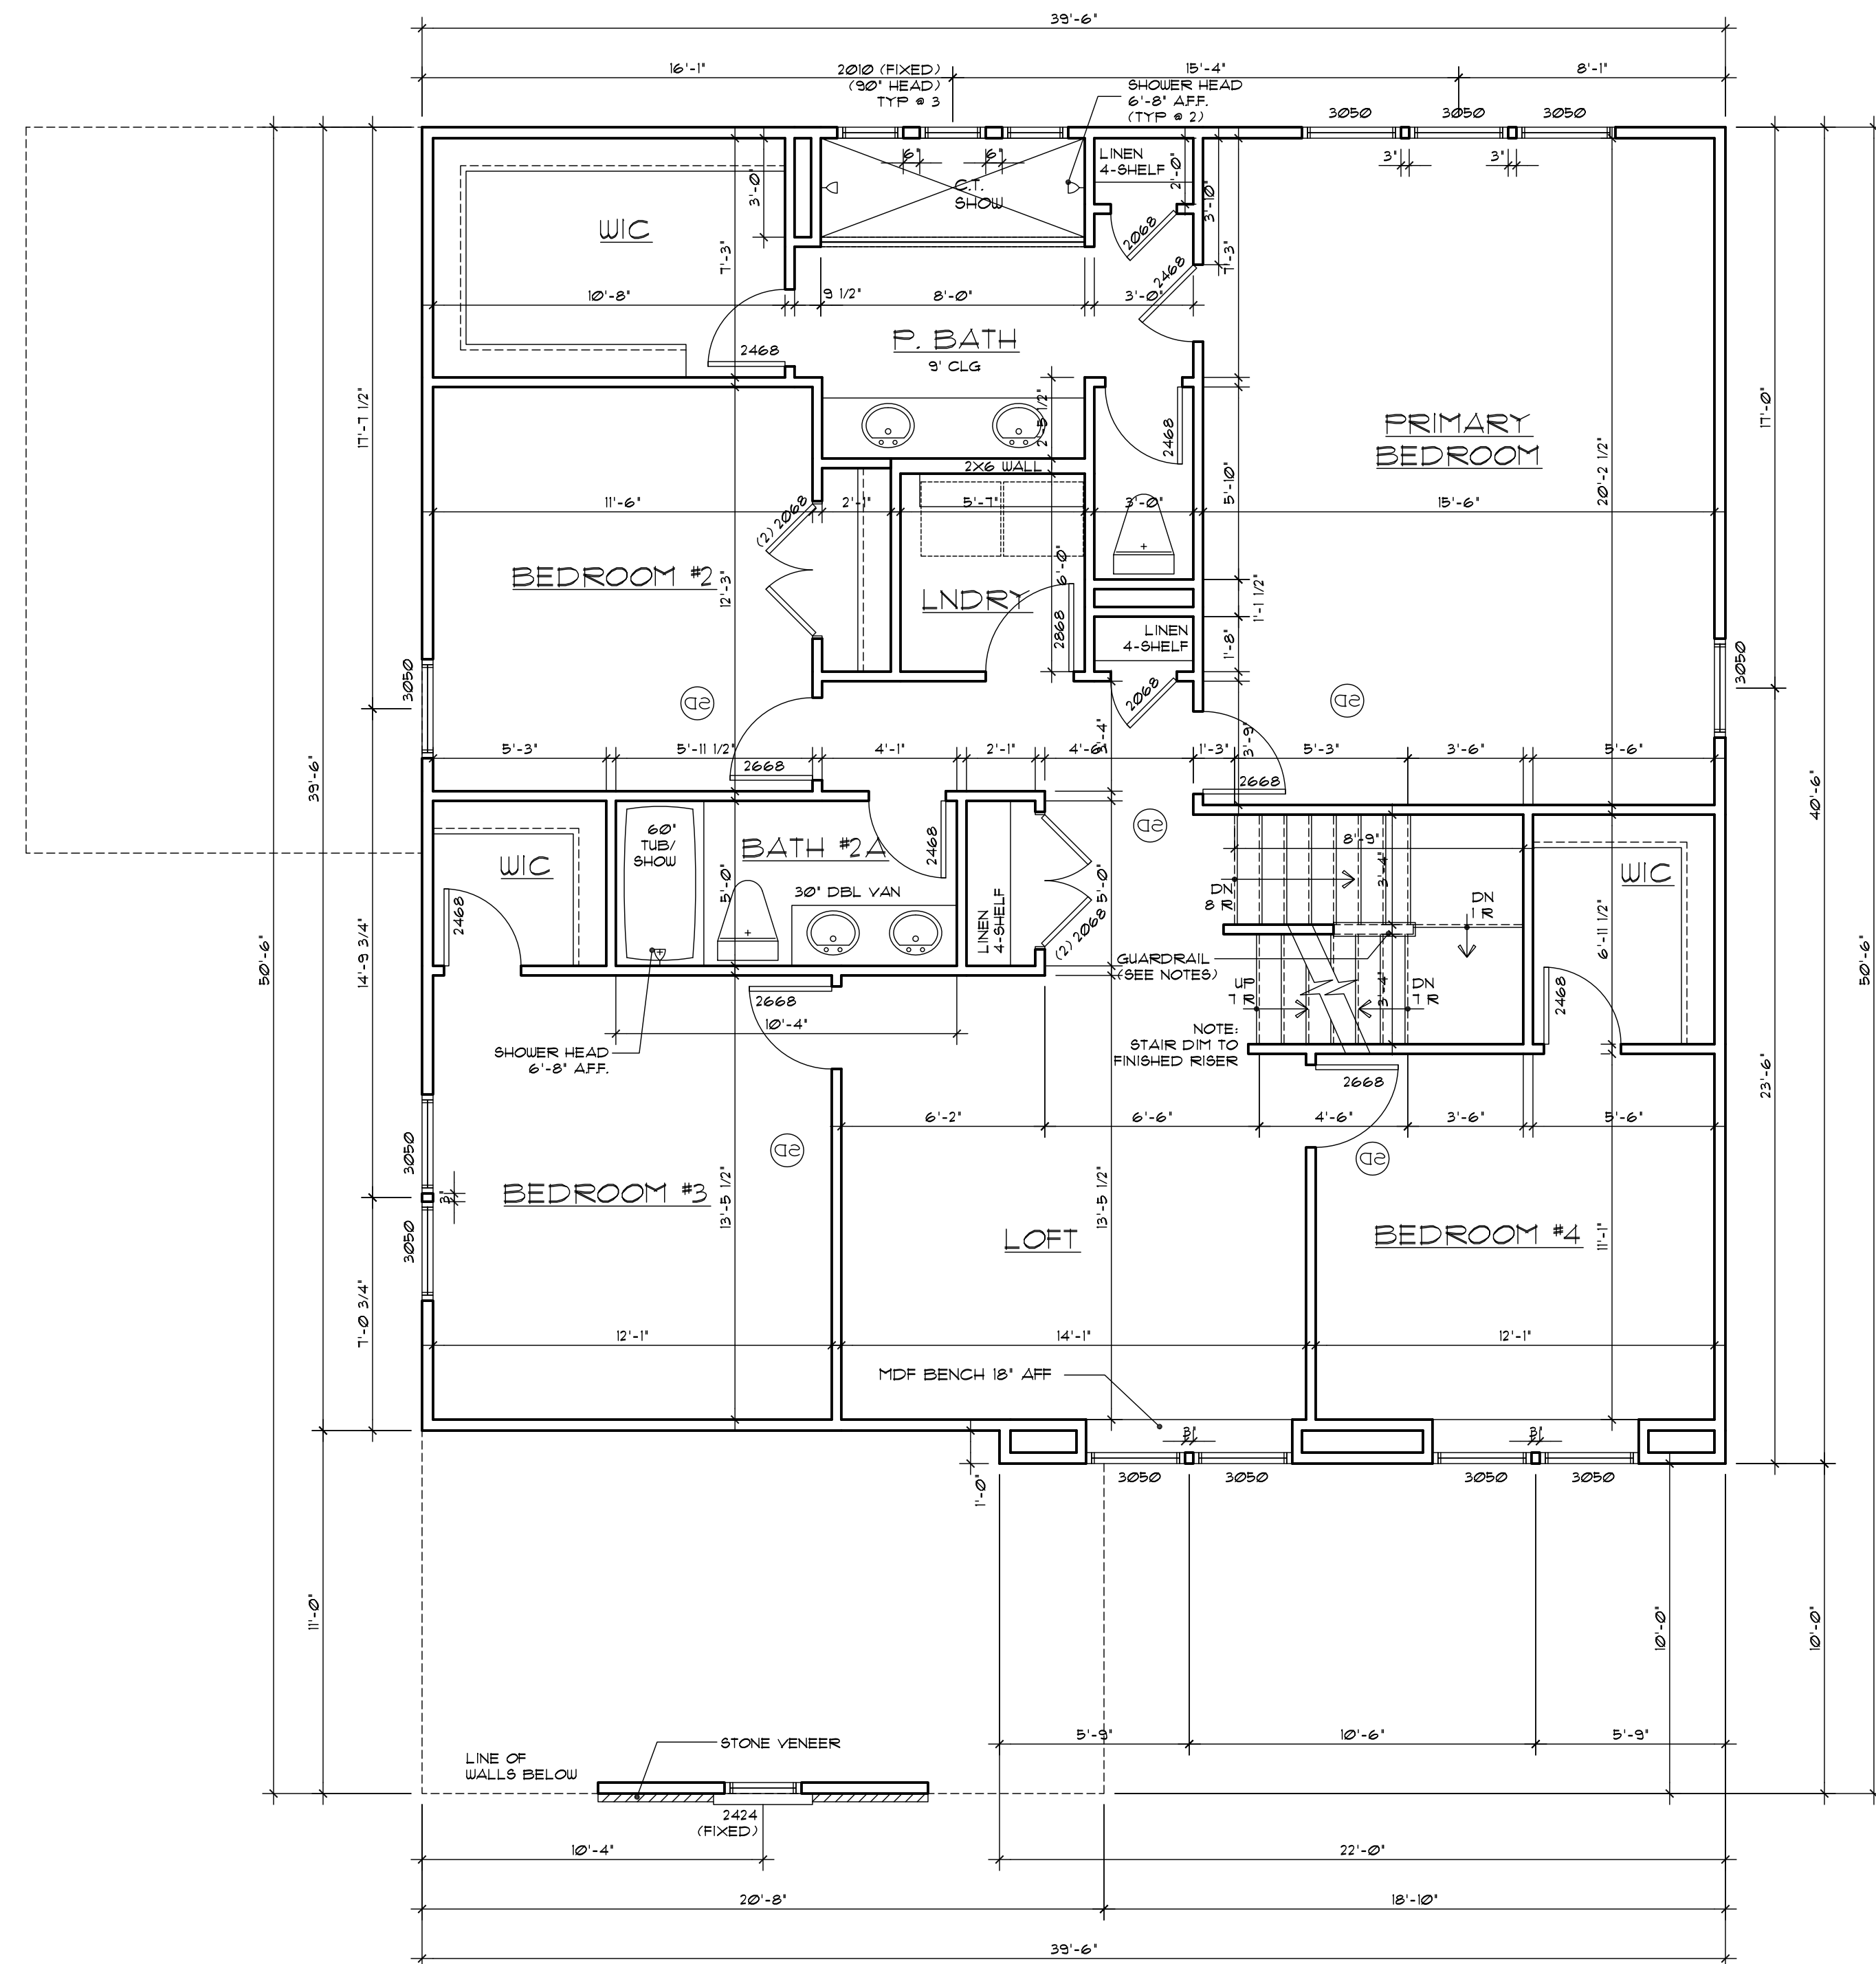 39'-6"
16'-1"
15'-4"
8'-1"
2010 (FIXED)
(90" HEAD)
TYP @ 3
SHOWER HEAD
6'-8" A.F.F.
(TYP @ 2)
3050
3050
3050
6"
6"
3"
3"
LINEN
4-SHELF
2'-0"
3'-10"
3'-0"
C.T.
SHOW
WIC
7'-3"
7'-3"
2068
2468
10'-8"
9 1/2"
8'-0"
3'-0"
P. BATH
9' CLG
2468
17'-7 1/2"
17'-0"
2'-5 1/2"
2468
PRIMARY
BEDROOM
20'-2 1/2"
2X6 WALL
5'-10"
11'-6"
2'-1"
5'-7"
3'-0"
15'-6"
(2) 2068
BEDROOM #2
12'-3"
6'-0"
LNDRY
2868
1'-1 1/2"
LINEN
4-SHELF
1'-8"
3050
3050
SD
SD
2068
5'-3"
5'-11 1/2"
4'-1"
2'-1"
4'-6"
1'-3"
3'-9"
5'-3"
3'-6"
5'-6"
2668
2668
39'-6"
40'-6"
SD
60"
TUB/
SHOW
BATH #2A
2468
8'-9"
3'-4"
WIC
WIC
5'-0"
30" DBL VAN
5'-0"
DN
8 R
DN
1 R
2468
LINEN
4-SHELF
(2) 2068
6'-11 1/2"
50'-6"
14'-9 3/4"
50'-6"
GUARDRAIL
(SEE NOTES)
UP
7 R
3'-4"
DN
7 R
2468
2668
10'-4"
NOTE:
STAIR DIM TO
FINISHED RISER
SHOWER HEAD
6'-8" A.F.F.
2668
23'-6"
6'-2"
6'-6"
4'-6"
3'-6"
5'-6"
3050
SD
SD
3"
BEDROOM #3
13'-5 1/2"
13'-5 1/2"
3050
LOFT
BEDROOM #4
11'-1"
7'-0 3/4"
12'-1"
14'-1"
12'-1"
MDF BENCH 18" AFF
3"
3"
1'-0"
3050
3050
3050
3050
11'-0"
10'-0"
10'-0"
5'-9"
10'-6"
5'-9"
STONE VENEER
LINE OF
WALLS BELOW
2424
(FIXED)
10'-4"
22'-0"
20'-8"
18'-10"
39'-6"